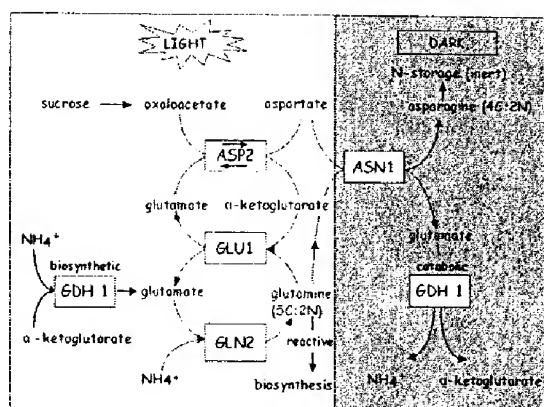 LIGHT
DARK
N-storage (inert)
sucrose
oxaloacetate
aspartate
asparagine (4C:2N)
ASP2
ASN1
glutamate
α-ketoglutarate
glutamate
NH4+
GLU1
biosynthetic
catabolic
GDH 1
glutamate
glutamine
(5C:2N)
GDH 1
α-ketoglutarate
GLN2
reactive
NH4+
biosynthesis
NH4+
α-ketoglutarate